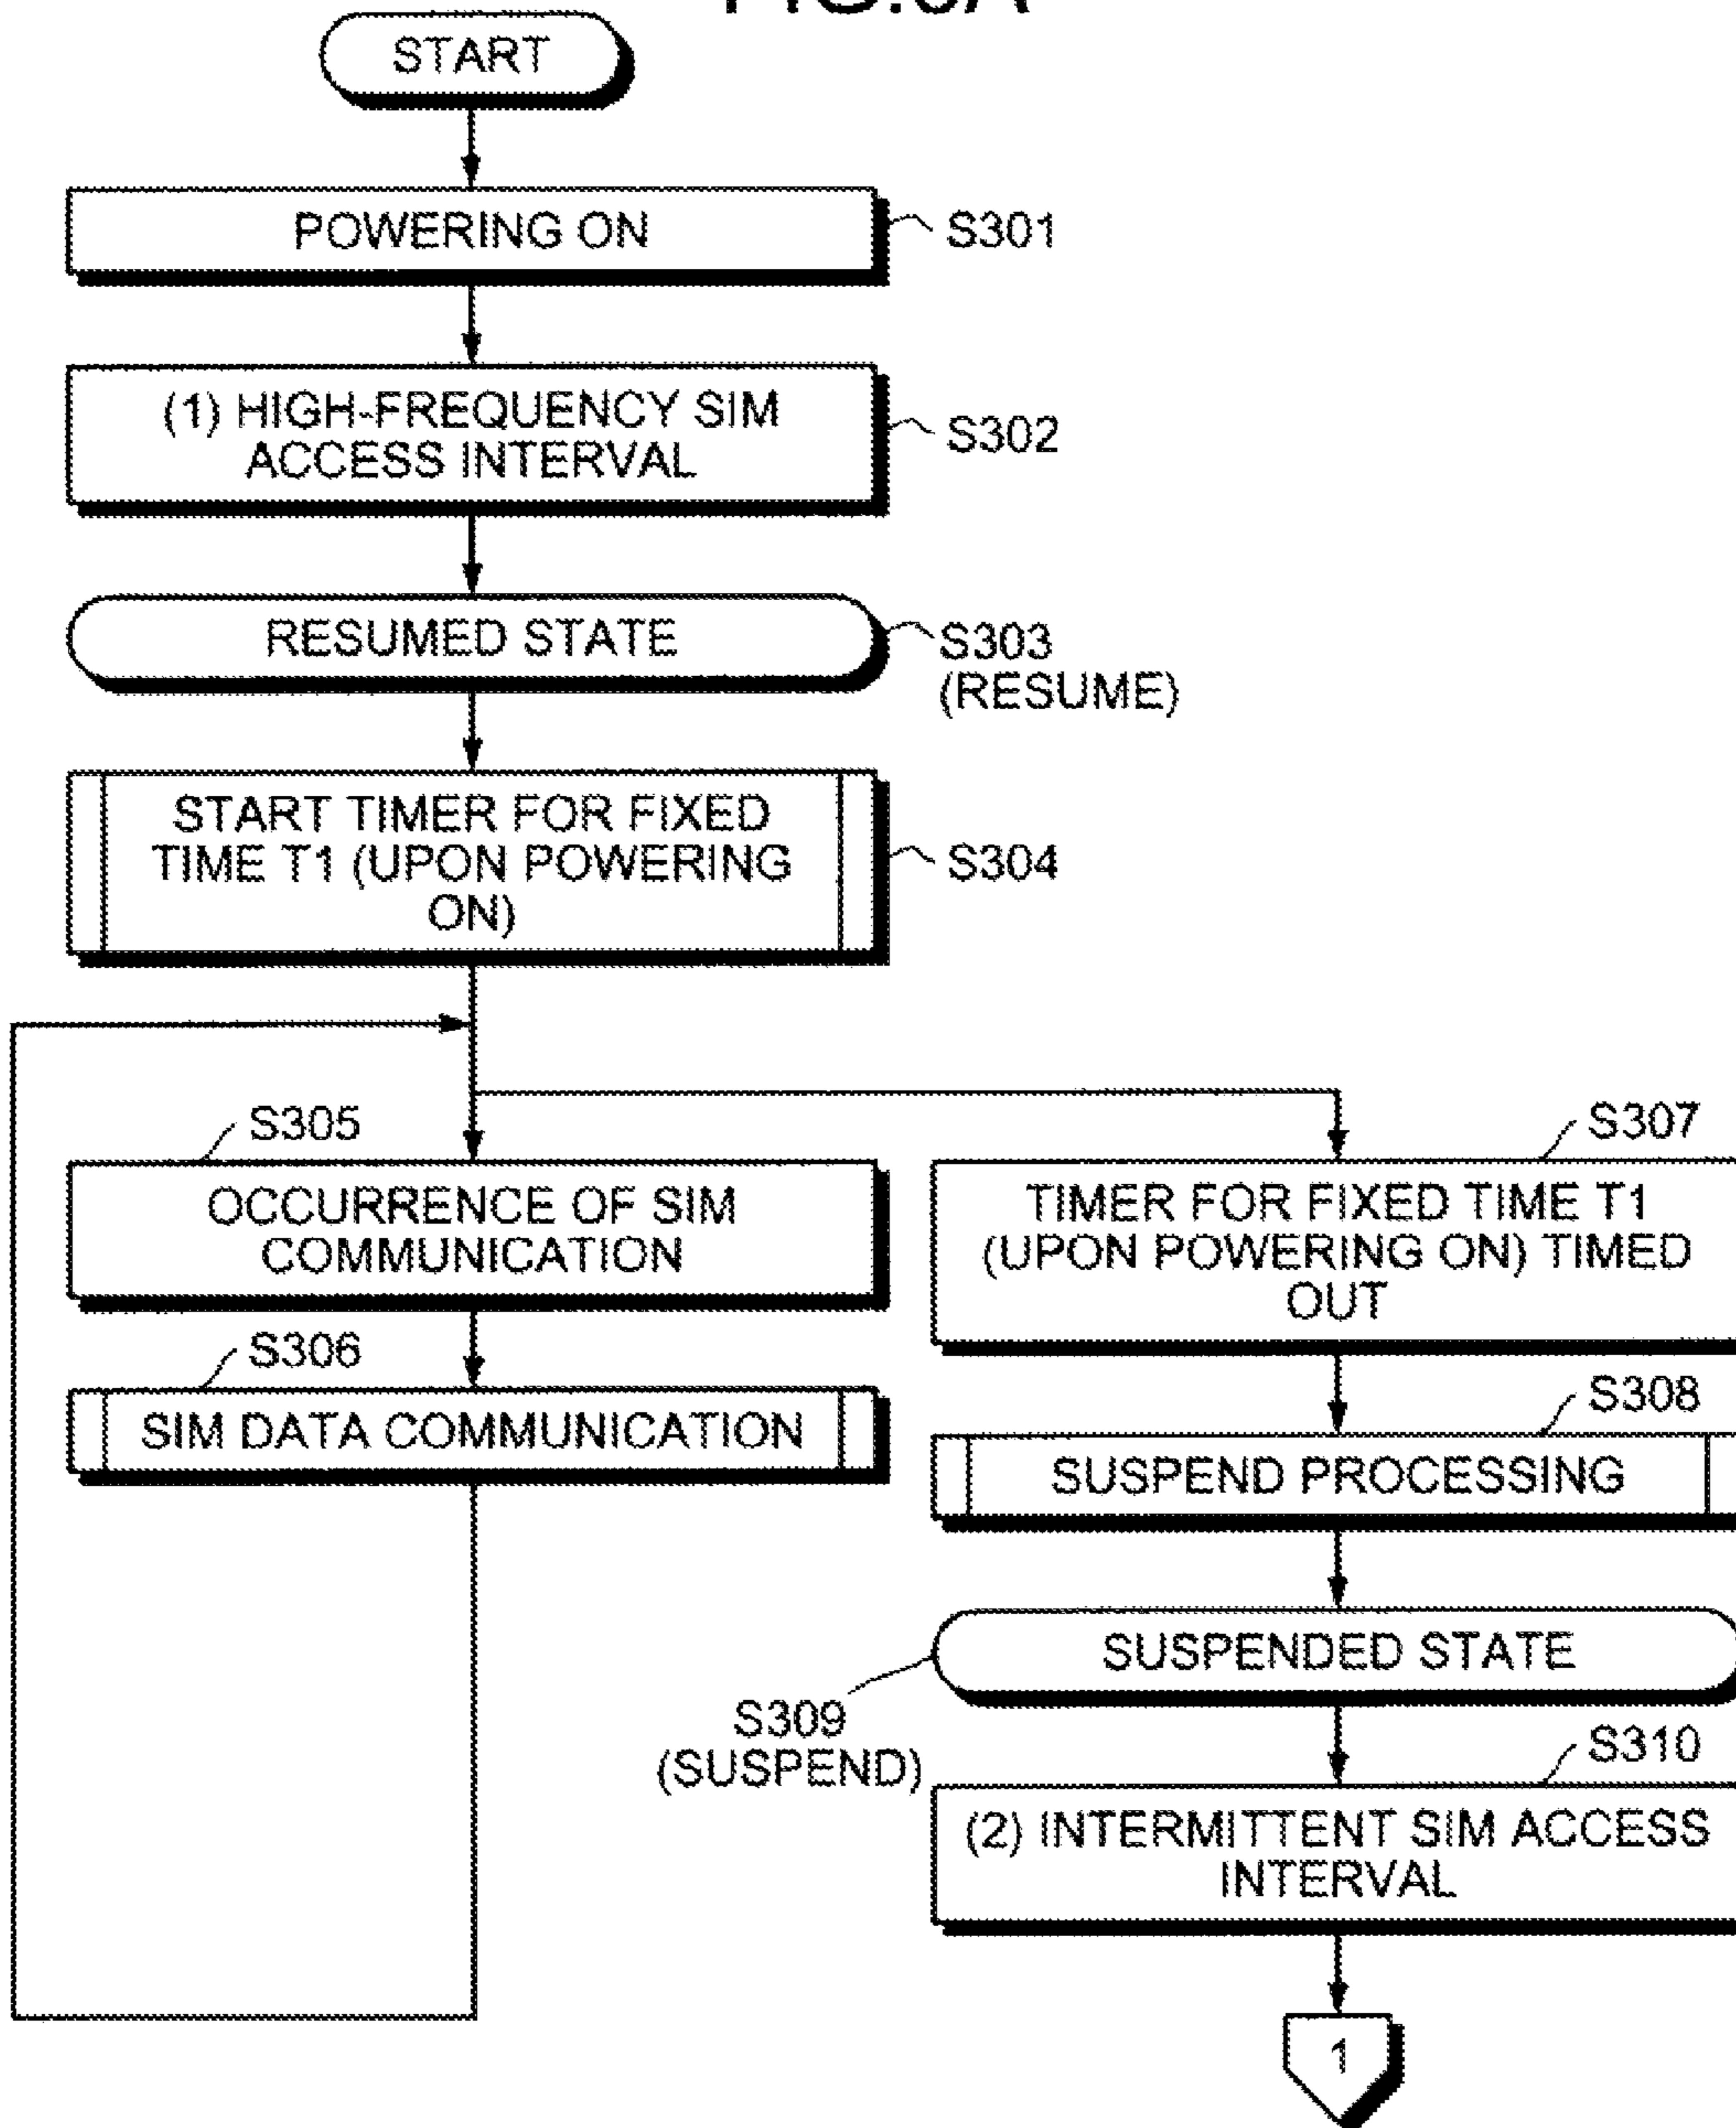 START
POWERING ON
S301
(1) HIGH-FREQUENCY SIM
ACCESS INTERVAL
S302
RESUMED STATE
S303
(RESUME)
START TIMER FOR FIXED
TIME T1 (UPON POWERING
ON)
S304
S305
OCCURRENCE OF SIM
COMMUNICATION
S306
SIM DATA COMMUNICATION
S307
TIMER FOR FIXED TIME T1
(UPON POWERING ON) TIMED
OUT
S308
SUSPEND PROCESSING
SUSPENDED STATE
S309
(SUSPEND)
S310
(2) INTERMITTENT SIM ACCESS
INTERVAL
1